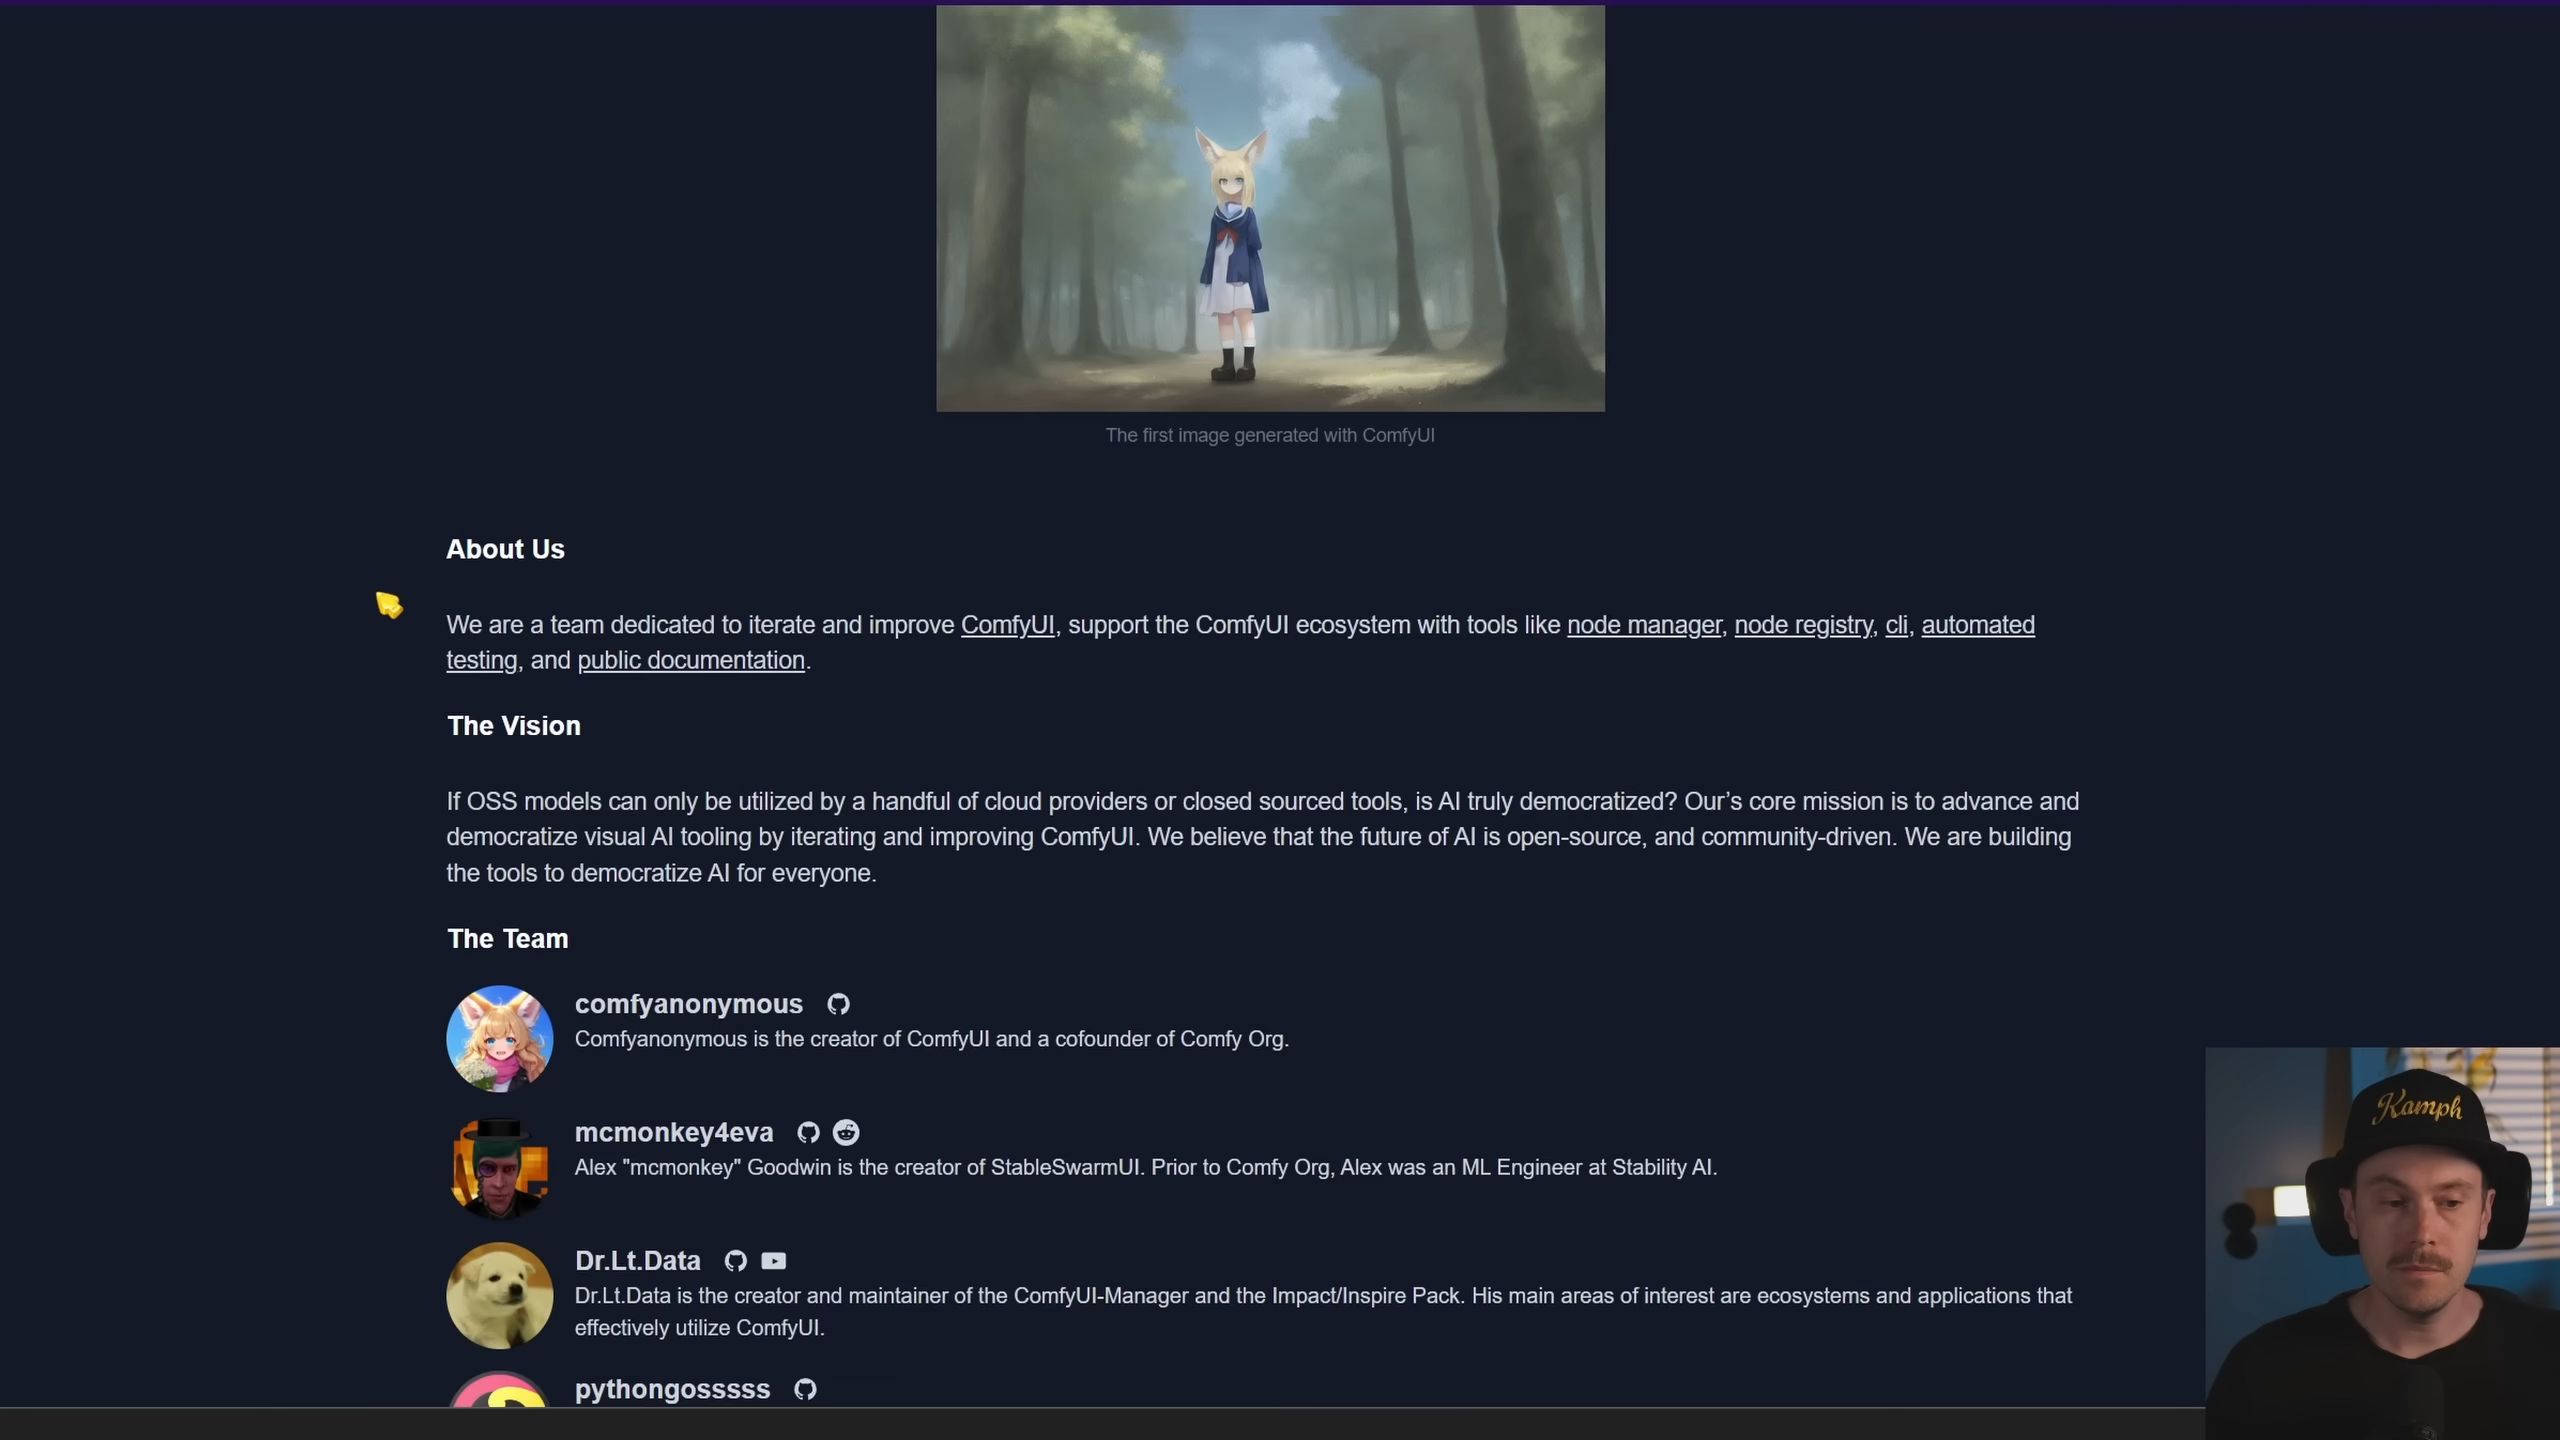 The first image generated with ComfyUI
About Us
We are a team dedicated to iterate and improve ComfyUI, support the ComfyUI ecosystem with tools like node manager, node registry, cli, automated
testing, and public documentation.
The Vision
If OSS models can only be utilized by a handful of cloud providers or closed sourced tools, is AI truly democratized? Our’s core mission is to advance and
democratize visual AI tooling by iterating and improving ComfyUI. We believe that the future of AI is open-source, and community-driven. We are building
the tools to democratize AI for everyone.
The Team
comfyanonymous
Comfyanonymous is the creator of ComfyUI and a cofounder of Comfy Org.
mcmonkey4eva
Alex "mcmonkey" Goodwin is the creator of StableSwarmUI. Prior to Comfy Org, Alex was an ML Engineer at Stability AI.
Dr.Lt.Data
Dr.Lt.Data is the creator and maintainer of the ComfyUI-Manager and the Impact/Inspire Pack. His main areas of interest are ecosystems and applications that
effectively utilize ComfyUI.
pythongosssss
Kamph